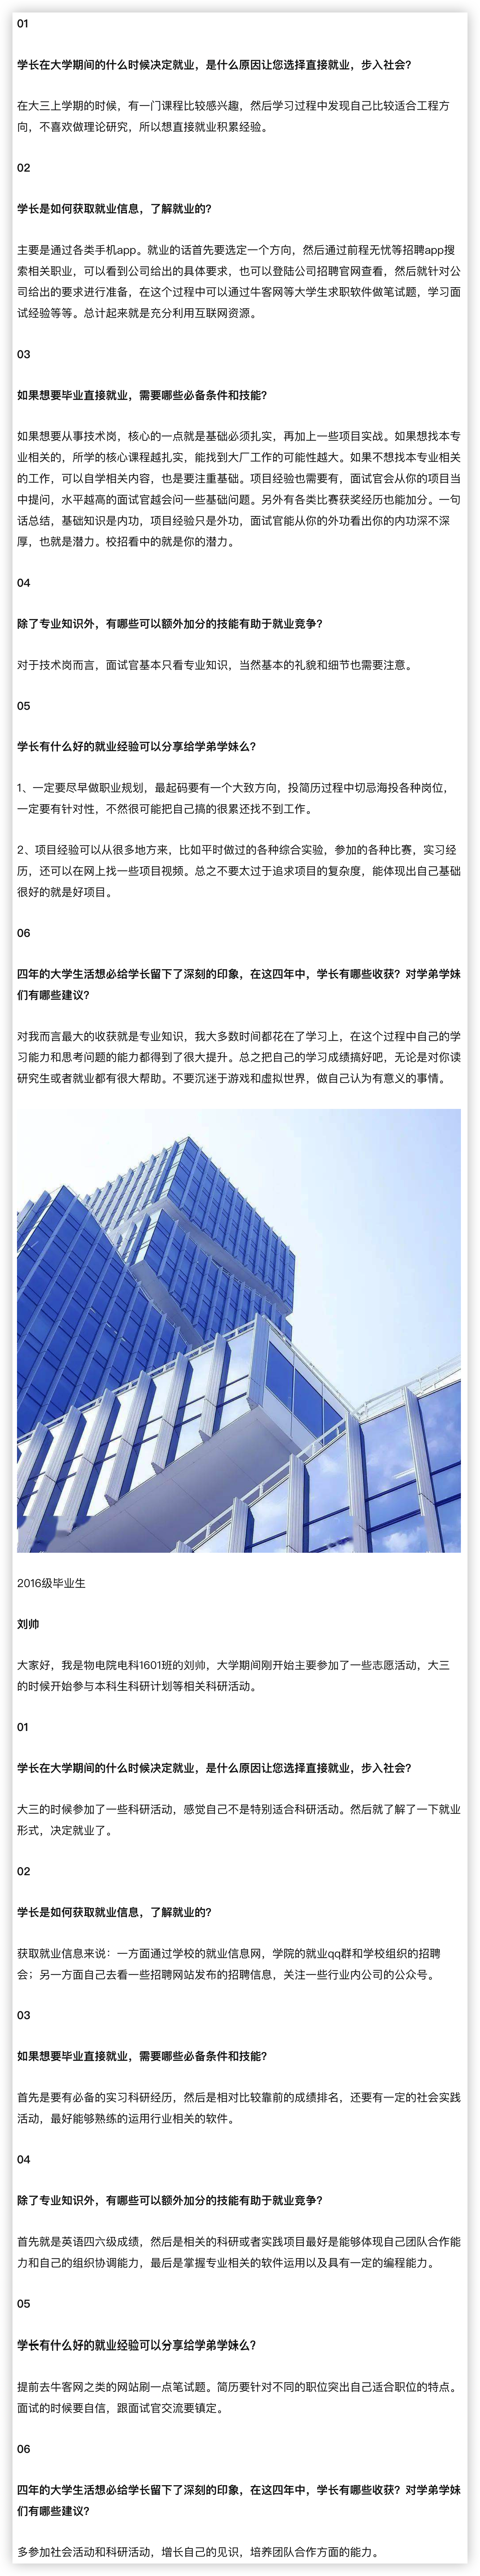 01
学长在大学期间的什么时候决定就业，是什么原因让您选择直接就业，步入社会？
在大三上学期的时候，有一门课程比较感兴趣，然后学习过程中发现自己比较适合工程方
向，不喜欢做理论研究，所以想直接就业积累经验。
02
学长是如何获取就业信息，了解就业的？
主要是通过各类手机app。就业的话首先要选定一个方向，然后通过前程无忧等招聘app搜
索相关职业，可以看到公司给出的具体要求，也可以登陆公司招聘官网查看，然后就针对公
司给出的要求进行准备，在这个过程中可以通过牛客网等大学生求职软件做笔试题，学习面
试经验等等。总计起来就是充分利用互联网资源。
03
如果想要毕业直接就业，需要哪些必备条件和技能？
如果想要从事技术岗，核心的一点就是基础必须扎实，再加上一些项目实战。如果想找本专
业相关的，所学的核心课程越扎实，能找到大厂工作的可能性越大。如果不想找本专业相关
的工作，可以自学相关内容，也是要注重基础。项目经验也需要有，面试官会从你的项目当
中提问，水平越高的面试官越会问一些基础问题。另外有各类比赛获奖经历也能加分。一句
话总结，基础知识是内功，项目经验只是外功，面试官能从你的外功看出你的内功深不深
厚，也就是潜力。校招看中的就是你的潜力。
04
除了专业知识外，有哪些可以额外加分的技能有助于就业竞争？
对于技术岗而言，面试官基本只看专业知识，当然基本的礼貌和细节也需要注意。
05
学长有什么好的就业经验可以分享给学弟学妹么？
1、一定要尽早做职业规划，最起码要有一个大致方向，投简历过程中切忌海投各种岗位，
一定要有针对性，不然很可能把自己搞的很累还找不到工作。
2、项目经验可以从很多地方来，比如平时做过的各种综合实验，参加的各种比赛，实习经
历，还可以在网上找一些项目视频。总之不要太过于追求项目的复杂度，能体现出自己基础
很好的就是好项目。
06
四年的大学生活想必给学长留下了深刻的印象，在这四年中，学长有哪些收获？对学弟学妹
们有哪些建议？
对我而言最大的收获就是专业知识，我大多数时间都花在了学习上，在这个过程中自己的学
习能力和思考问题的能力都得到了很大提升。总之把自己的学习成绩搞好吧，无论是对你读
研究生或者就业都有很大帮助。不要沉迷于游戏和虚拟世界，做自己认为有意义的事情。
2016级毕业生
刘帅
大家好，我是物电院电科1601班的刘帅，大学期间刚开始主要参加了一些志愿活动，大三
的时候开始参与本科生科研计划等相关科研活动。
01
学长在大学期间的什么时候决定就业，是什么原因让您选择直接就业，步入社会？
大三的时候参加了一些科研活动，感觉自己不是特别适合科研活动。然后就了解了一下就业
形式，决定就业了。
02
学长是如何获取就业信息，了解就业的？
获取就业信息来说：一方面通过学校的就业信息网，学院的就业qq群和学校组织的招聘
会；另一方面自己去看一些招聘网站发布的招聘信息，关注一些行业内公司的公众号。
03
如果想要毕业直接就业，需要哪些必备条件和技能？
首先是要有必备的实习科研经历，然后是相对比较靠前的成绩排名，还要有一定的社会实践
活动，最好能够熟练的运用行业相关的软件。
04
除了专业知识外，有哪些可以额外加分的技能有助于就业竞争？
首先就是英语四六级成绩，然后是相关的科研或者实践项目最好是能够体现自己团队合作能
力和自己的组织协调能力，最后是掌握专业相关的软件运用以及具有一定的编程能力。
05
学长有什么好的就业经验可以分享给学弟学妹么？
提前去牛客网之类的网站刷一点笔试题。简历要针对不同的职位突出自己适合职位的特点。
面试的时候要自信，跟面试官交流要镇定。
06
四年的大学生活想必给学长留下了深刻的印象，在这四年中，学长有哪些收获？对学弟学妹
们有哪些建议？
多参加社会活动和科研活动，增长自己的见识，培养团队合作方面的能力。